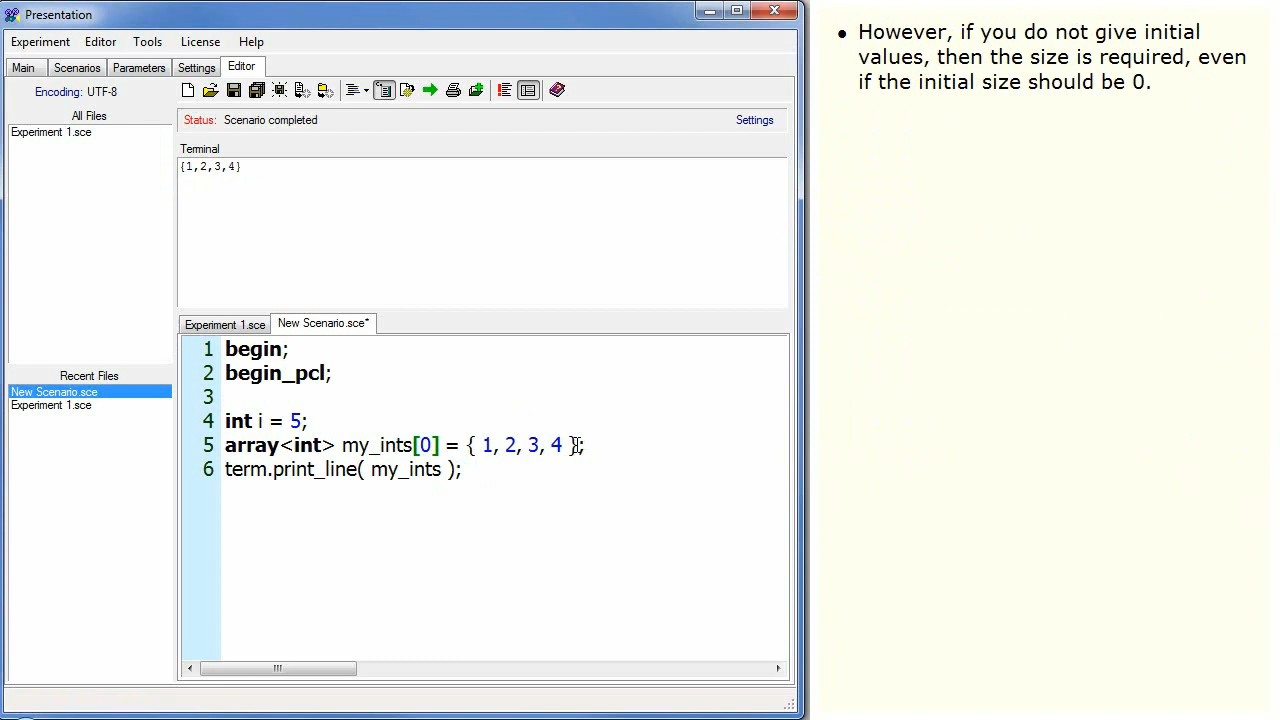 Presentation
Experiment Editor Tools License Help
Main Scenarios Parameters Settings Editor
Encoding: UTF-8
All Files
Experiment 1.sce
Recent Files
New Scenario.sce
Experiment 1.sce
Status: Scenario completed Settings
Terminal
{1,2,3,4}
Experiment 1.sce New Scenario.sce*
1 begin;
2 begin_pcl;
3
4 int i = 5;
5 array<int> my_ints[0] = { 1, 2, 3, 4 };
6 term.print_line( my_ints );
• However, if you do not give initial
values, then the size is required, even
if the initial size should be 0.